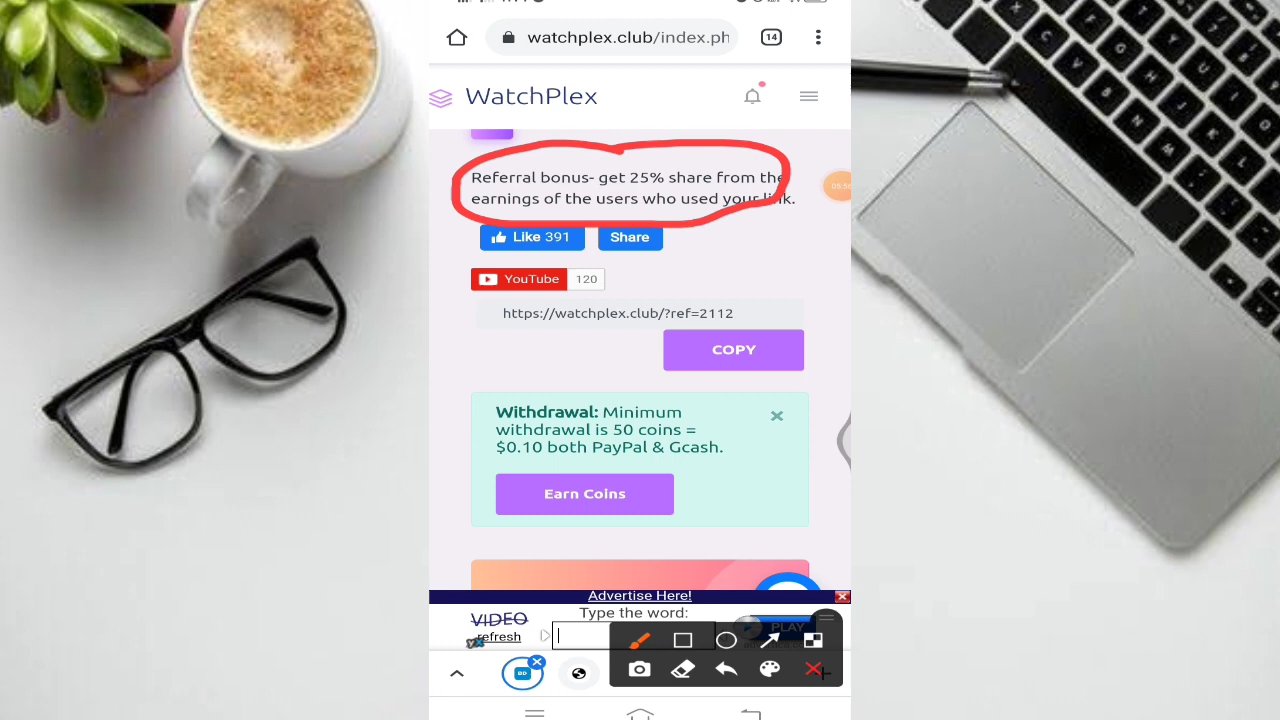 14
watchplex.club/index.ph
WatchPlex
Referral bonus- get 25% share from the
earnings of the users who used your link.
Like 391
Share
YouTube
120
https://watchplex.club/?ref=2112
COPY
Withdrawal: Minimum
withdrawal is 50 coins =
$0.10 both PayPal & Gcash.
Earn Coins
Advertise Here!
VIDEO
refresh
Type the word:
PLAY